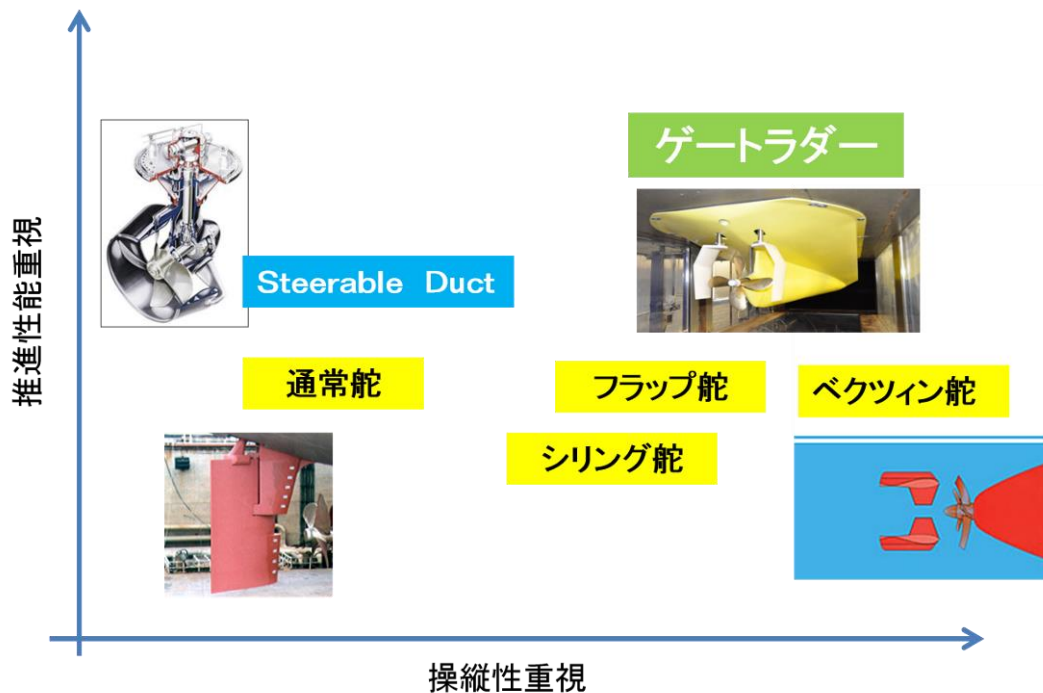 ゲートラダー
推進性能重視
Steerable Duct
通常舵
フラップ舵
ベクツィン舵
シリング舵
操縦性重視